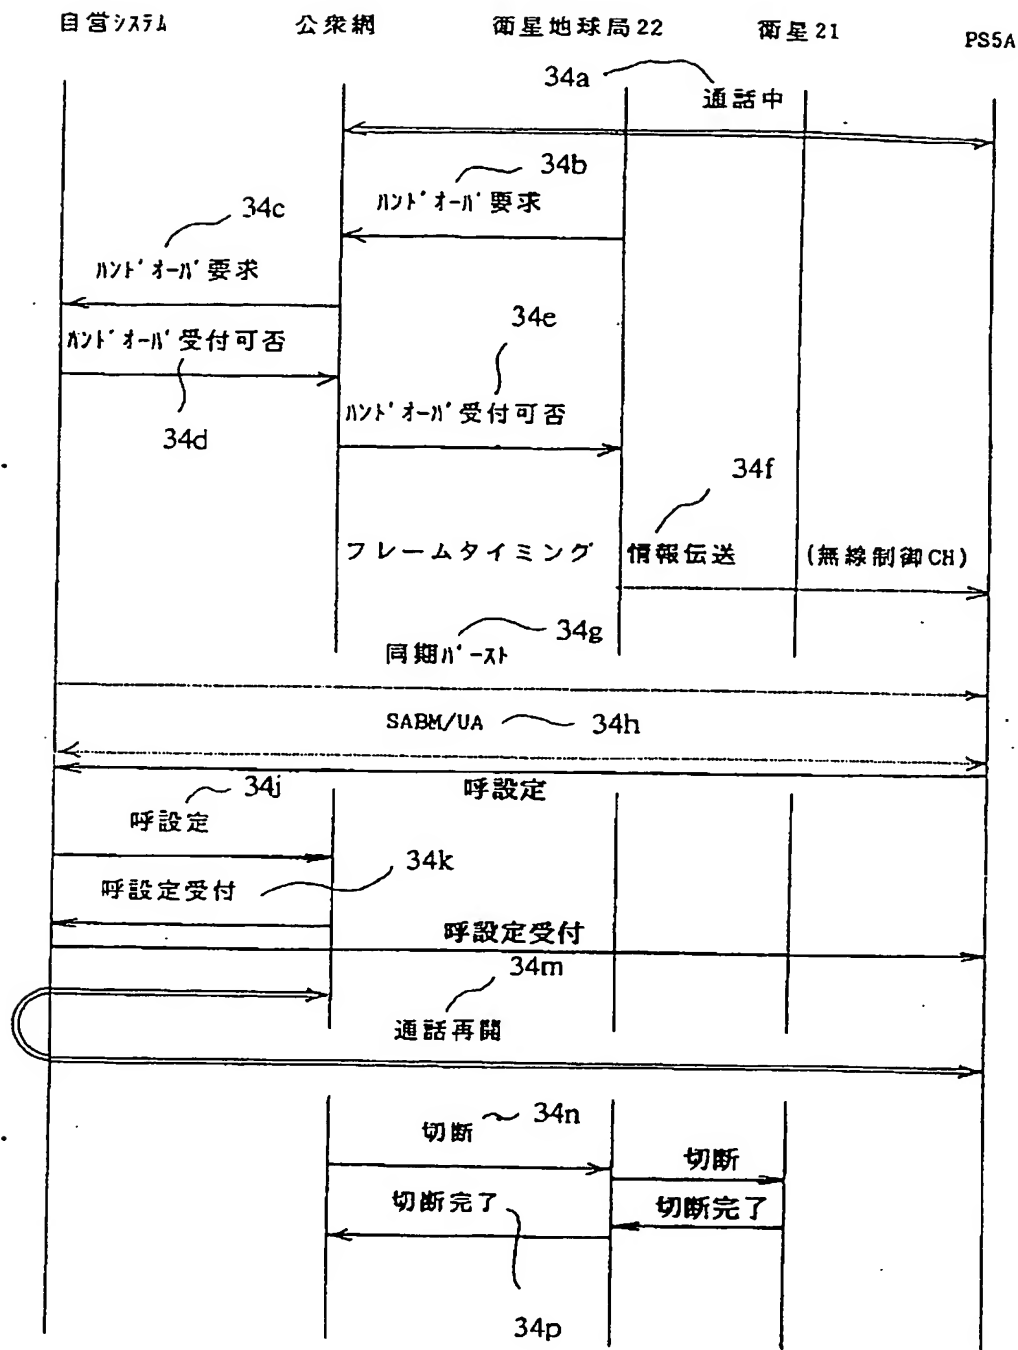 自営ｼｽﾃﾑ 公衆網 衛星地球局22 衛星21 PS5A
34a
通話中
34b
ﾊﾝﾄﾞｵｰﾊﾞ要求
34c
ﾊﾝﾄﾞｵｰﾊﾞ要求
34e
ﾊﾝﾄﾞｵｰﾊﾞ受付可否
ﾊﾝﾄﾞｵｰﾊﾞ受付可否
34d
34f
フレームタイミング 情報伝送 (無線制御CH)
34g
同期ﾊﾞｰｽﾄ
SABM/UA 34h
34j 呼設定
呼設定
34k
呼設定受付
呼設定受付
34m
通話再開
34n
切断
切断
切断完了 切断完了
34p